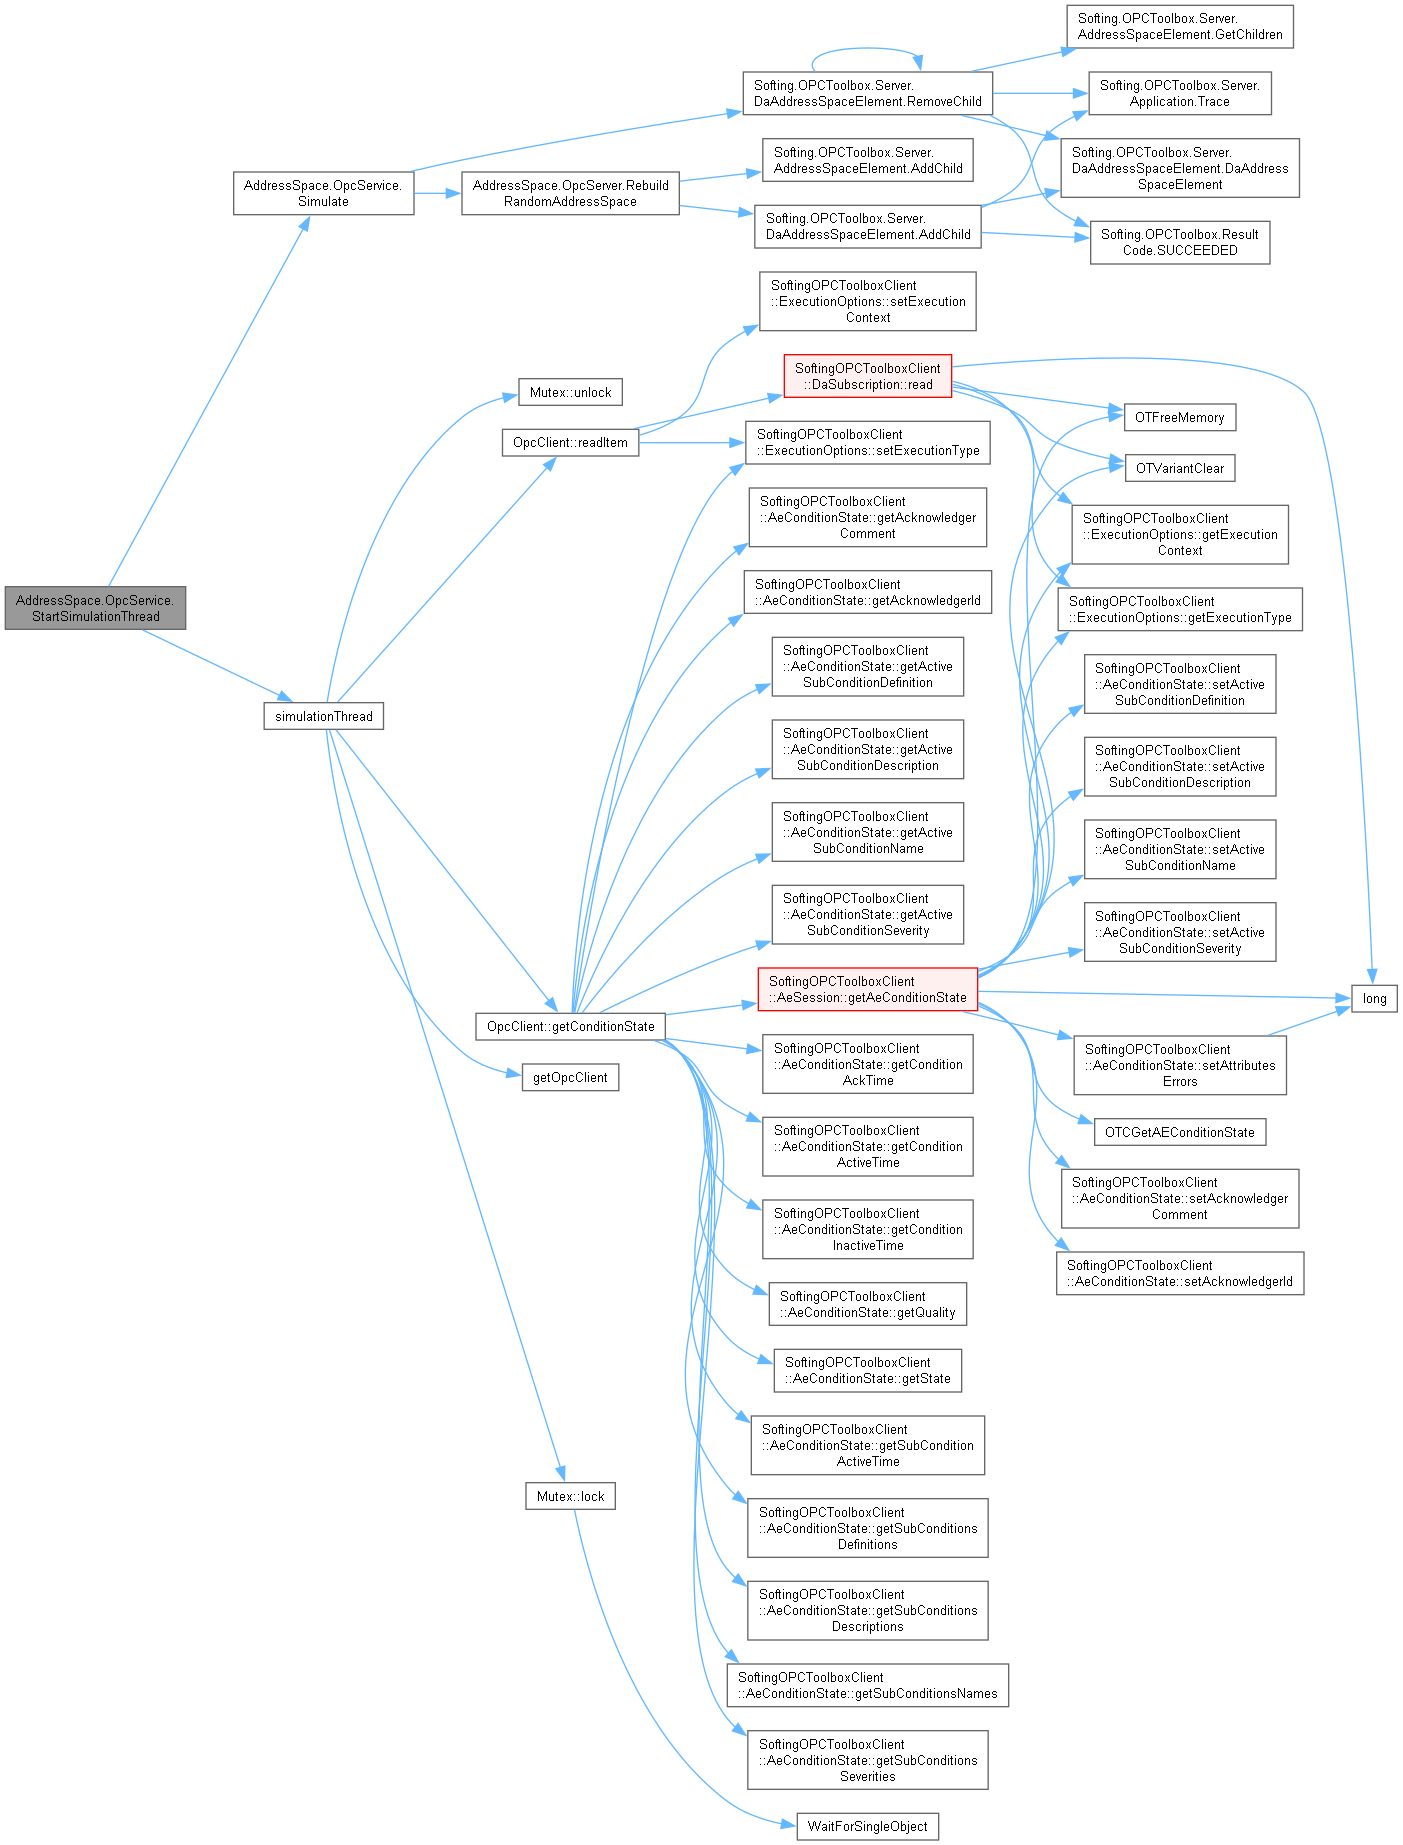 AddressSpace.OpcService.
StartSimulationThread
AddressSpace.OpcService.
Simulate
simulationThread
Softing.OPCToolbox.Server.
DaAddressSpaceElement.RemoveChild
AddressSpace.OpcServer.Rebuild
RandomAddressSpace
Softing.OPCToolbox.Server.
AddressSpaceElement.GetChildren
Softing.OPCToolbox.Server.
Application.Trace
Softing.OPCToolbox.Server.
DaAddressSpaceElement.DaAddress
SpaceElement
Softing.OPCToolbox.Result
Code.SUCCEEDED
Softing.OPCToolbox.Server.
AddressSpaceElement.AddChild
Softing.OPCToolbox.Server.
DaAddressSpaceElement.AddChild
Mutex::unlock
OpcClient::readItem
OpcClient::getConditionState
getOpcClient
Mutex::lock
SoftingOPCToolboxClient
::ExecutionOptions::setExecution
Context
SoftingOPCToolboxClient
::DaSubscription::read
SoftingOPCToolboxClient
::ExecutionOptions::setExecutionType
SoftingOPCToolboxClient
::AeConditionState::getAcknowledger
Comment
SoftingOPCToolboxClient
::AeConditionState::getAcknowledgerId
SoftingOPCToolboxClient
::AeConditionState::getActive
SubConditionDefinition
SoftingOPCToolboxClient
::AeConditionState::getActive
SubConditionDescription
SoftingOPCToolboxClient
::AeConditionState::getActive
SubConditionName
SoftingOPCToolboxClient
::AeConditionState::getActive
SubConditionSeverity
SoftingOPCToolboxClient
::AeSession::getAeConditionState
SoftingOPCToolboxClient
::AeConditionState::getCondition
AckTime
SoftingOPCToolboxClient
::AeConditionState::getCondition
ActiveTime
SoftingOPCToolboxClient
::AeConditionState::getCondition
InactiveTime
SoftingOPCToolboxClient
::AeConditionState::getQuality
SoftingOPCToolboxClient
::AeConditionState::getState
SoftingOPCToolboxClient
::AeConditionState::getSubCondition
ActiveTime
SoftingOPCToolboxClient
::AeConditionState::getSubConditions
Definitions
SoftingOPCToolboxClient
::AeConditionState::getSubConditions
Descriptions
SoftingOPCToolboxClient
::AeConditionState::getSubConditionsNames
SoftingOPCToolboxClient
::AeConditionState::getSubConditions
Severities
WaitForSingleObject
OTFreeMemory
OTVariantClear
SoftingOPCToolboxClient
::ExecutionOptions::getExecution
Context
SoftingOPCToolboxClient
::ExecutionOptions::getExecutionType
SoftingOPCToolboxClient
::AeConditionState::setActive
SubConditionDefinition
SoftingOPCToolboxClient
::AeConditionState::setActive
SubConditionDescription
SoftingOPCToolboxClient
::AeConditionState::setActive
SubConditionName
SoftingOPCToolboxClient
::AeConditionState::setActive
SubConditionSeverity
long
SoftingOPCToolboxClient
::AeConditionState::setAttributes
Errors
OTCGetAEConditionState
SoftingOPCToolboxClient
::AeConditionState::setAcknowledger
Comment
SoftingOPCToolboxClient
::AeConditionState::setAcknowledgerId